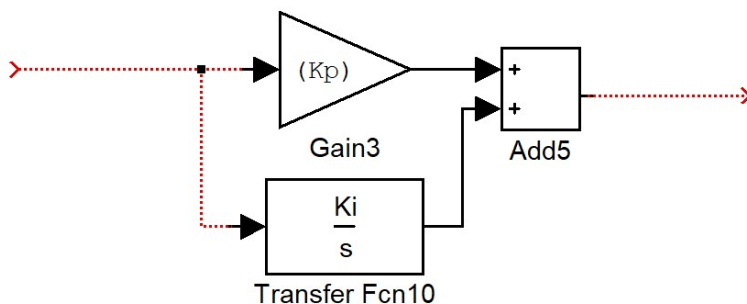 (Kp)
+
+
Gain3
Add5
Ki
s
Transfer Fcn10